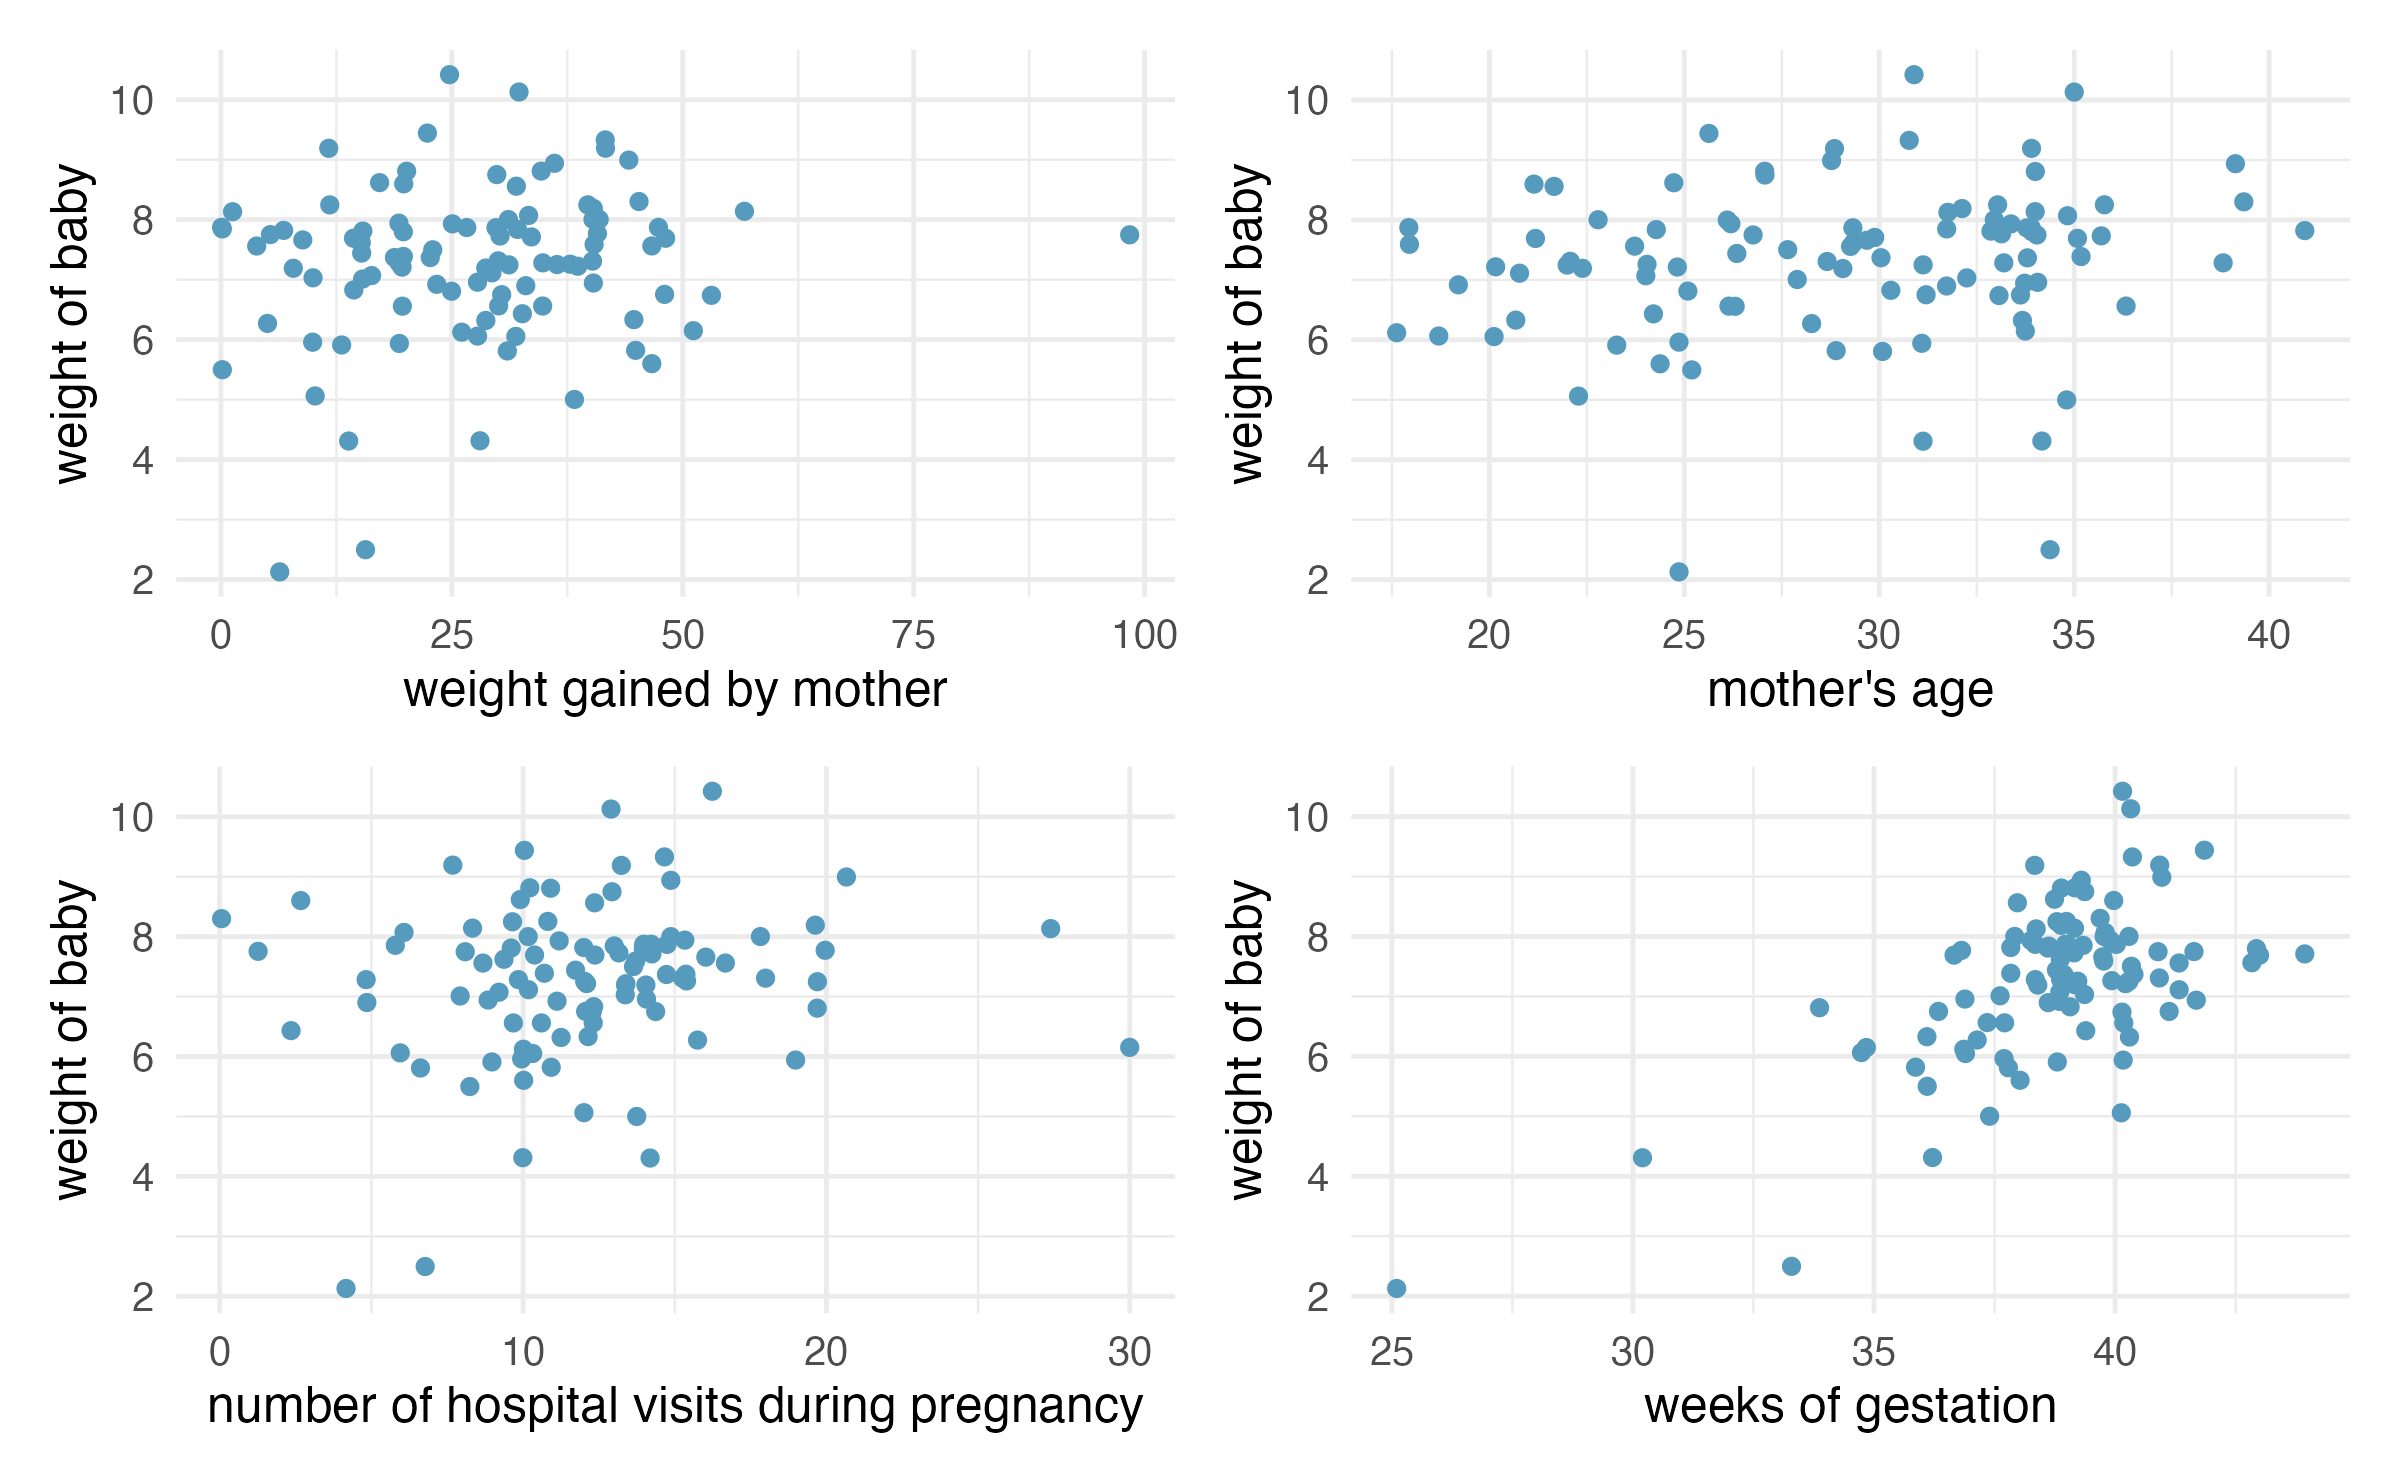 10
8
6
4
2
weight of baby
0 25 50 75 100
weight gained by mother
10
8
6
4
2
weight of baby
20 25 30 35 40
mother's age
10
8
6
4
2
weight of baby
0 10 20 30
number of hospital visits during pregnancy
10
8
6
4
2
weight of baby
25 30 35 40
weeks of gestation